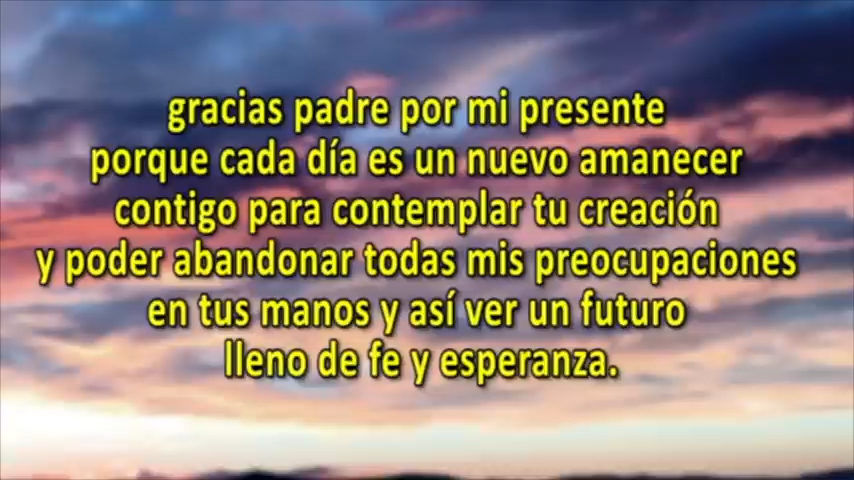 gracias padre por mi presente
porque cada día es un nuevo amanecer
contigo para contemplar tu creación
y poder abandonar todas mis preocupaciones
en tus manos y así ver un futuro
lleno de fe y esperanza.